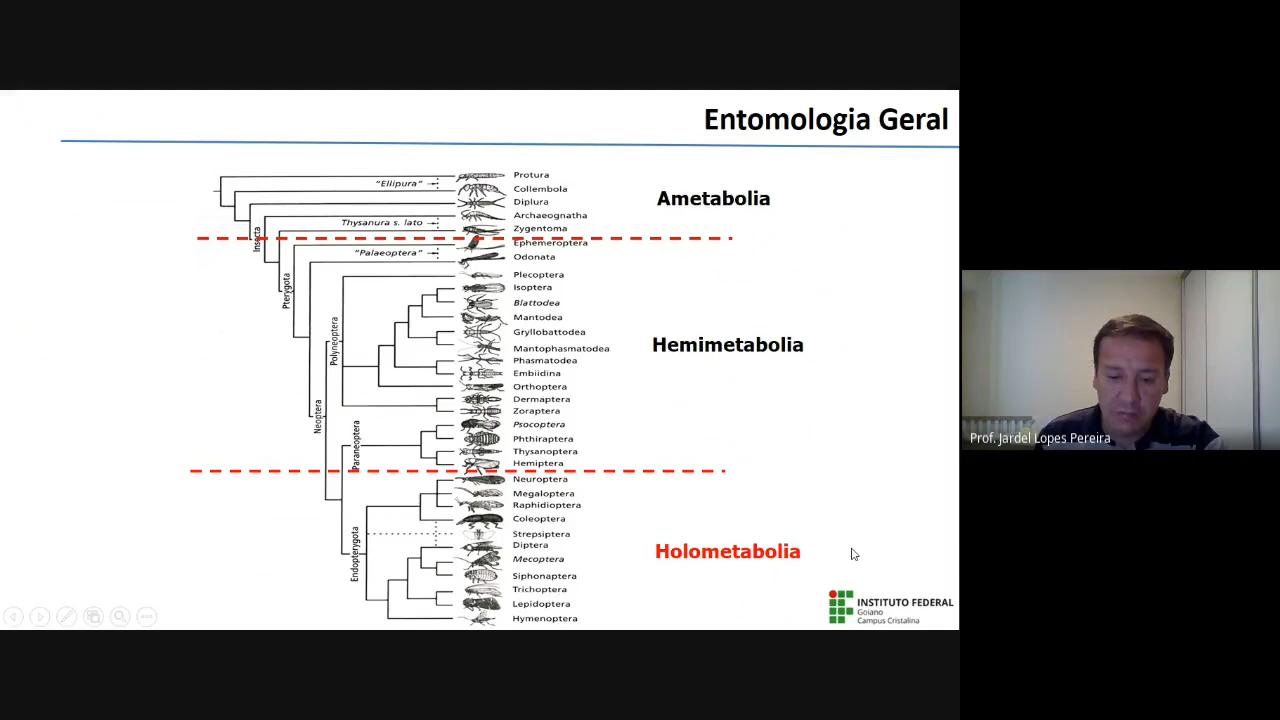 Entomologia Geral
Protura
"Ellipura"
Collembola
Diplura
Ametabolia
Archaeognatha
Thysanura s. lato
Zygentoma
Insecta
Ephemeroptera
"Palaeoptera"
Odonata
Pterygota
Plecoptera
Isoptera
Blattodea
Mantodea
Polyneoptera
Gryllobattodea
Mantophasmatodea
Hemimetabolia
Phasmatodea
Embiidina
Orthoptera
Dermaptera
Zoraptera
Neoptera
Psocoptera
Paraneoptera
Phthiraptera
Thysanoptera
Hemiptera
Neuroptera
Megaloptera
Raphidioptera
Coleoptera
Strepsiptera
Diptera
Endopterygota
Holometabolia
Mecoptera
Siphonaptera
Trichoptera
Lepidoptera
Hymenoptera
INSTITUTO FEDERAL
Goiano
Campus Cristalina
Prof. Jardel Lopes Pereira